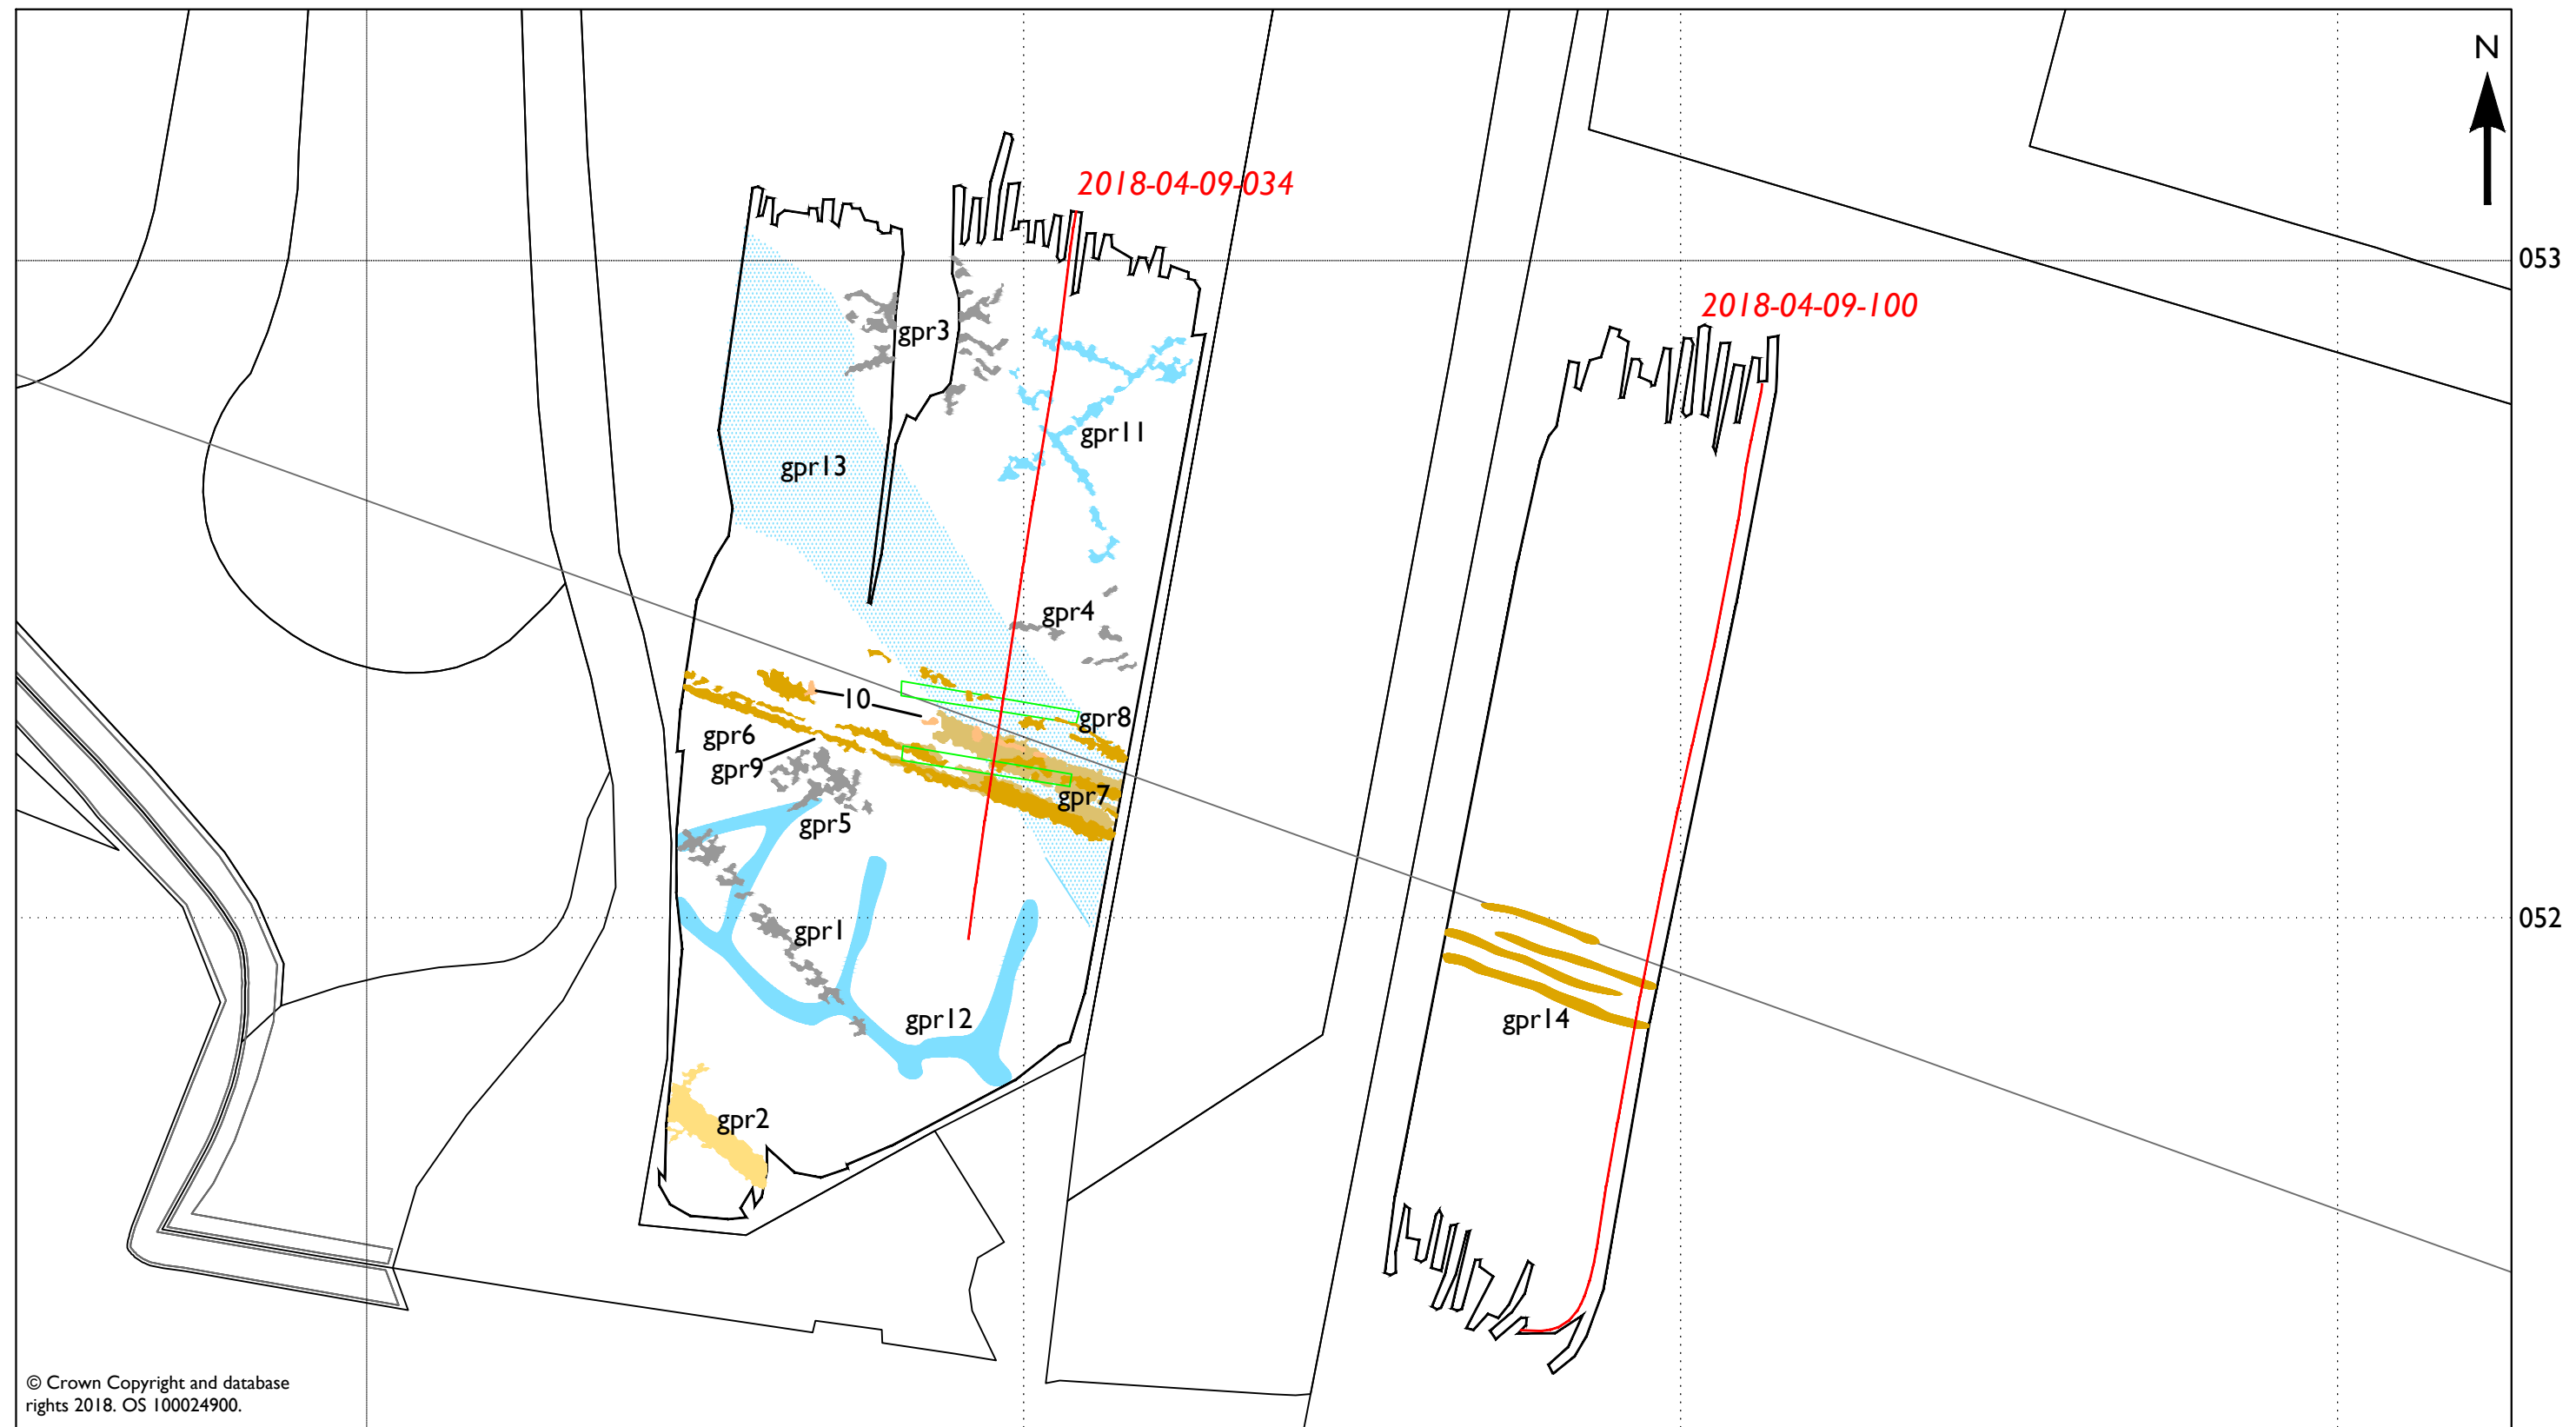 N
2018-04-09-034
053
2018-04-09-100
gpr3
gpr11
gpr13
gpr4
10
gpr8
gpr6
gpr9
gpr7
gpr5
052
gpr1
gpr12
gpr14
gpr2
© Crown Copyright and database
rights 2018. OS 100024900.